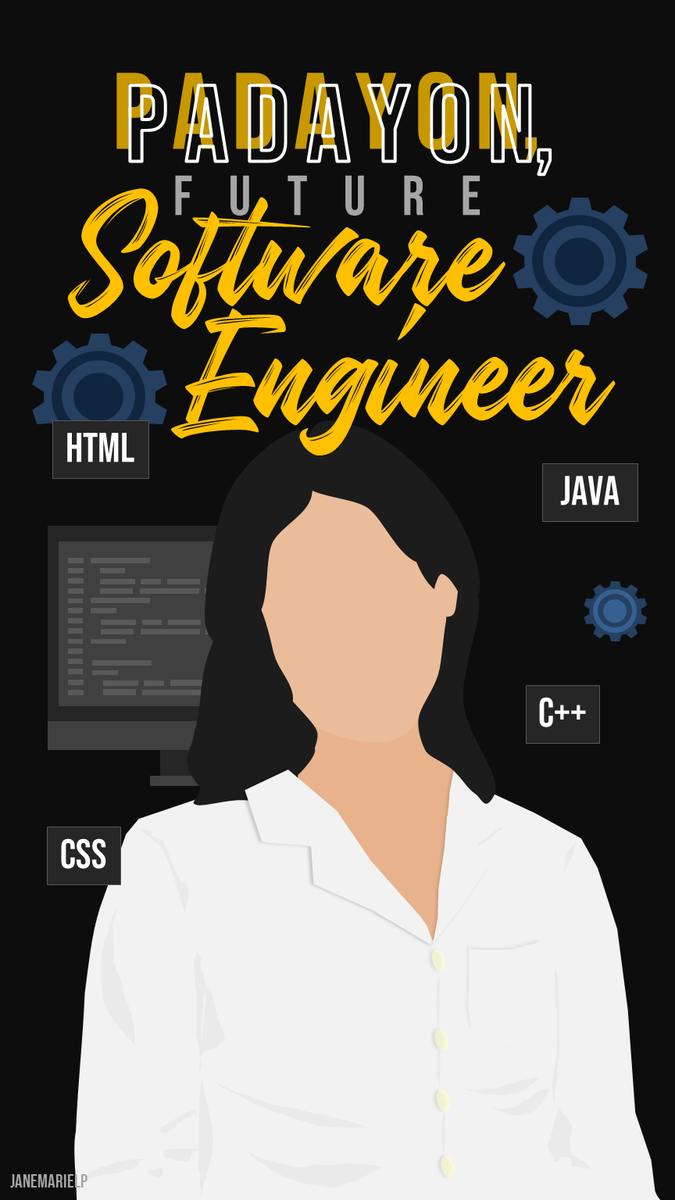 PADAYON,
FUTURE
Software
Engineer
HTML
JAVA
C++
CSS
JANEMARIELP